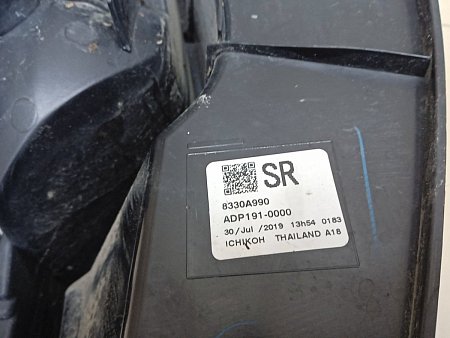 SR
8330A990
ADP191-0000
30/Jul /2019 13h54 0183
ICHIKOH THAILAND A18